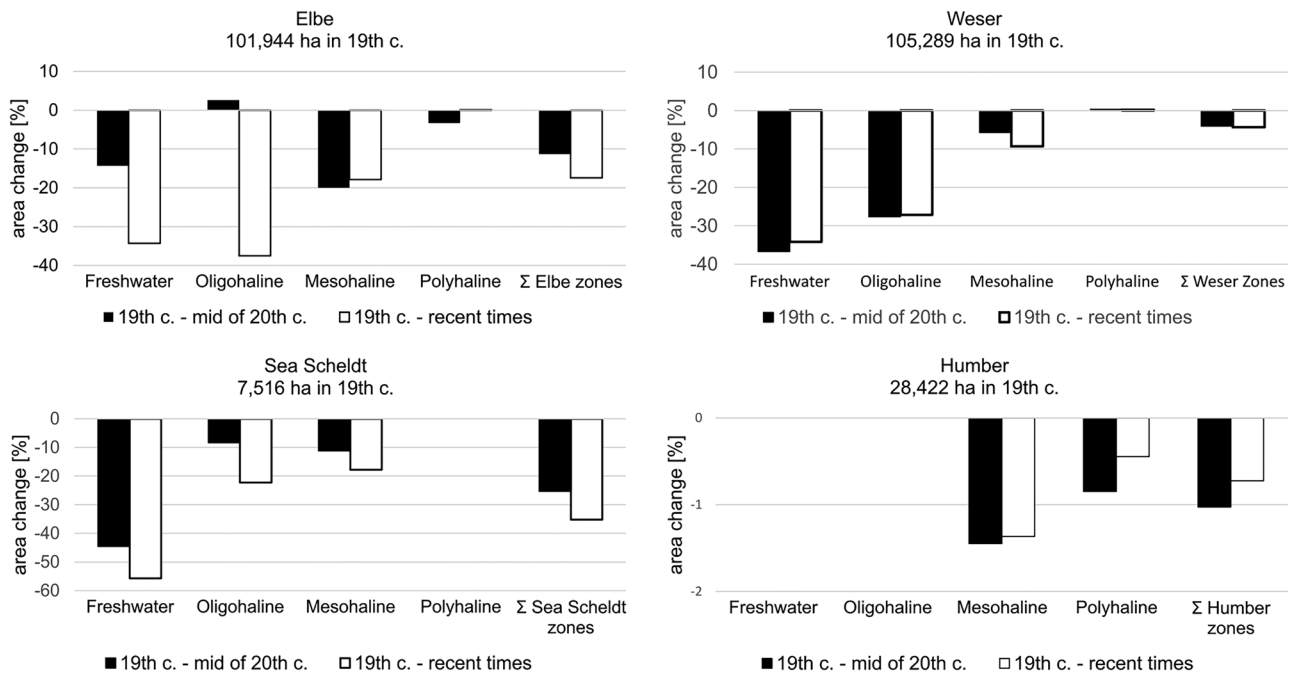 Elbe
101,944 ha in 19th c.
area change [%]
10
0
-10
-20
-30
-40
Freshwater Oligohaline Mesohaline Polyhaline Σ Elbe zones
19th c. - mid of 20th c. 19th c. - recent times
Weser
105,289 ha in 19th c.
area change [%]
10
0
-10
-20
-30
-40
Freshwater Oligohaline Mesohaline Polyhaline Σ Weser Zones
19th c. - mid of 20th c. 19th c. - recent times
Sea Scheldt
7,516 ha in 19th c.
area change [%]
0
-10
-20
-30
-40
-50
-60
Freshwater Oligohaline Mesohaline Polyhaline Σ Sea Scheldt
zones
19th c. - mid of 20th c. 19th c. - recent times
Humber
28,422 ha in 19th c.
area change [%]
0
-1
-2
Freshwater Oligohaline Mesohaline Polyhaline Σ Humber
zones
19th c. - mid of 20th c. 19th c. - recent times